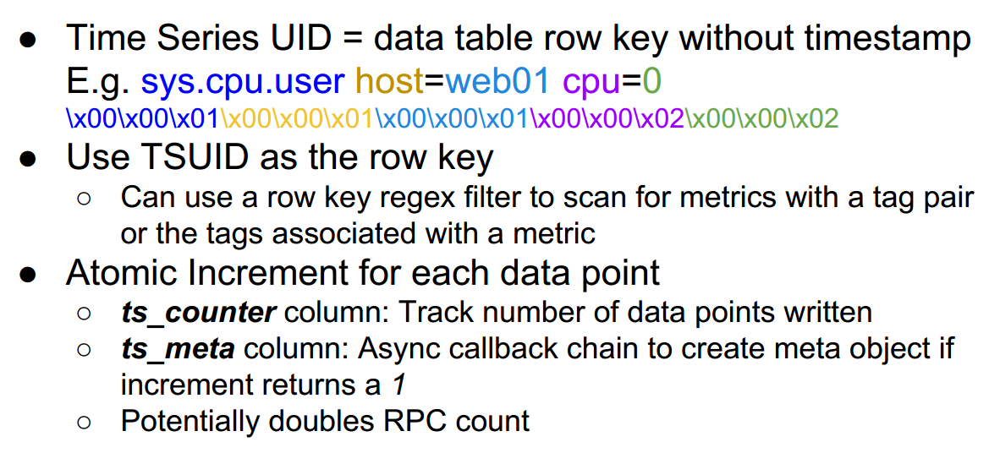 ● Time Series UID = data table row key without timestamp
E.g. sys.cpu.user host=web01 cpu=0
\x00\x00\x01\x00\x00\x01\x00\x00\x01\x00\x00\x02\x00\x00\x02
● Use TSUID as the row key
○ Can use a row key regex filter to scan for metrics with a tag pair
or the tags associated with a metric
● Atomic Increment for each data point
○ ts_counter column: Track number of data points written
○ ts_meta column: Async callback chain to create meta object if
increment returns a 1
○ Potentially doubles RPC count